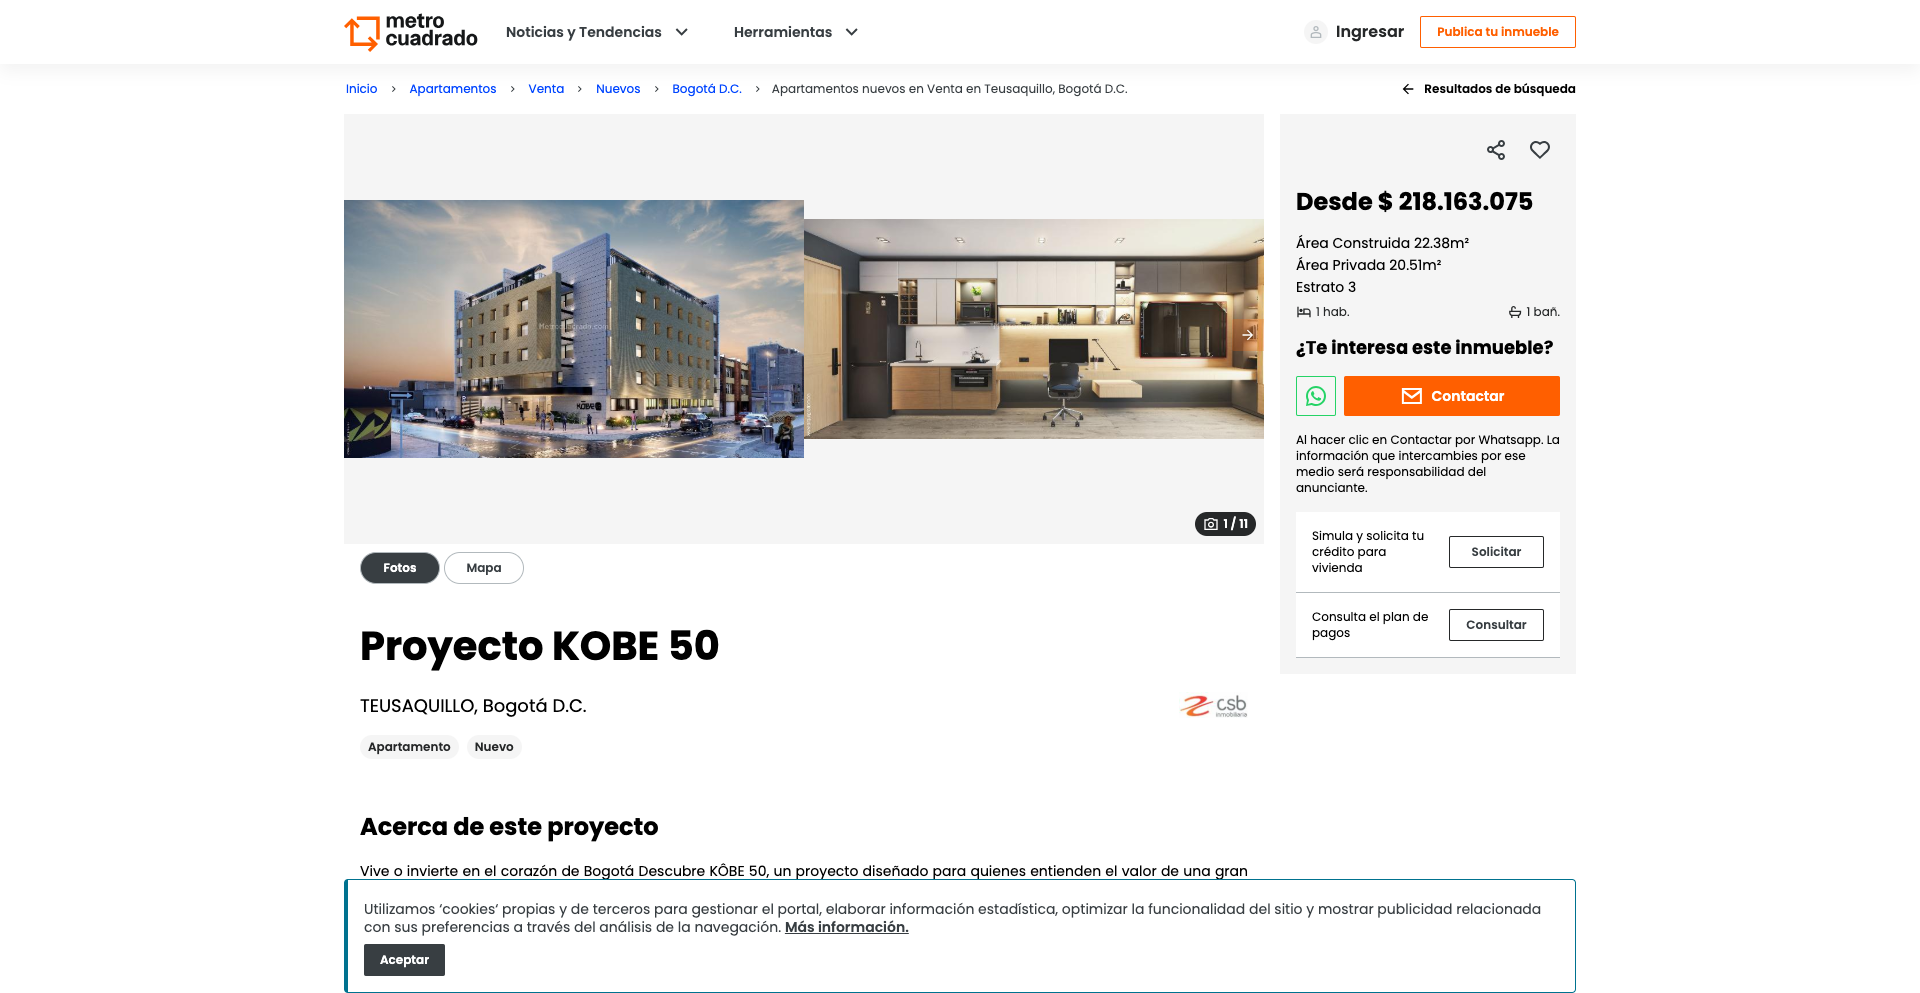 metro
cuadrado
Noticias y Tendencias
Herramientas
Ingresar
Publica tu inmueble
Inicio > Apartamentos > Venta > Nuevos > Bogotá D.C. > Apartamentos nuevos en Venta en Teusaquillo, Bogotá D.C.
Resultados de búsqueda
Metrocuadrado.com
KOBE
1 / 11
Desde $ 218.163.075
Área Construida 22.38m²
Área Privada 20.51m²
Estrato 3
1 hab.
1 bañ.
¿Te interesa este inmueble?
Contactar
Al hacer clic en Contactar por Whatsapp. La
información que intercambies por ese
medio será responsabilidad del
anunciante.
Simula y solicita tu
crédito para
vivienda
Solicitar
Consulta el plan de
pagos
Consultar
Fotos
Mapa
Proyecto KOBE 50
TEUSAQUILLO, Bogotá D.C.
csb
inmobiliaria
Apartamento
Nuevo
Acerca de este proyecto
Vive o invierte en el corazón de Bogotá Descubre KÔBE 50, un proyecto diseñado para quienes entienden el valor de una gran
Utilizamos ‘cookies‘ propias y de terceros para gestionar el portal, elaborar información estadística, optimizar la funcionalidad del sitio y mostrar publicidad relacionada
con sus preferencias a través del análisis de la navegación. Más información.
Aceptar